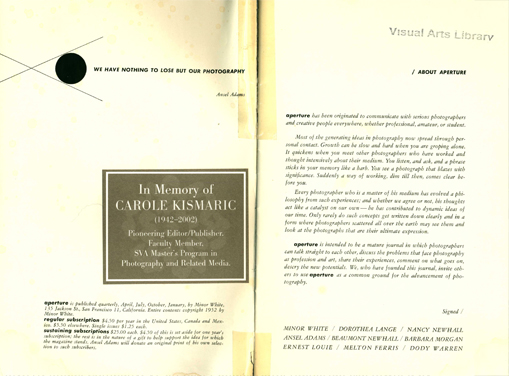 WE HAVE NOTHING TO LOSE BUT OUR PHOTOGRAPHY
Ansel Adams
In Memory of
CAROLE KISMARIC
(1942–2002)
Pioneering Editor/Publisher,
Faculty Member,
SVA Master's Program in
Photography and Related Media.
aperture is published quarterly, April, July, October, January, by Minor White,
135 Jackson St., San Francisco 11, California. Entire contents copyright 1952 by
Minor White.
regular subscription $4.50 per year in the United States, Canada and Mex-
ico. $5.50 elsewhere. Single issues $1.25 each.
sustaining subscriptions $25.00 each. $4.50 of this is set aside for one year's
subscription; the rest is in the nature of a gift to help support the idea for which
the magazine stands. Ansel Adams will donate an original print of his own selec-
tion to such subscribers.
Visual Arts Library
/ ABOUT APERTURE
aperture has been originated to communicate with serious photographers
and creative people everywhere, whether professional, amateur, or student.
Most of the generating ideas in photography now spread through per-
sonal contact. Growth can be slow and hard when you are groping alone.
It quickens when you meet other photographers who have worked and
thought intensively about their medium. You listen, and ask, and a phrase
sticks in your memory like a barb. You see a photograph that blazes with
significance. Suddenly a way of working, dim till then, comes clear be-
fore you.
Every photographer who is a master of his medium has evolved a phi-
losophy from such experiences; and whether we agree or not, his thoughts
act like a catalyst on our own — he has contributed to dynamic ideas of
our time. Only rarely do such concepts get written down clearly and in a
form where photographers scattered all over the earth may see them and
look at the photographs that are their ultimate expression.
aperture is intended to be a mature journal in which photographers
can talk straight to each other, discuss the problems that face photography
as profession and art, share their experiences, comment on what goes on,
descry the new potentials. We, who have founded this journal, invite oth-
ers to use aperture as a common ground for the advancement of pho-
tography.
Signed /
MINOR WHITE / DOROTHEA LANGE / NANCY NEWHALL
ANSEL ADAMS / BEAUMONT NEWHALL / BARBARA MORGAN
ERNEST LOUIE / MELTON FERRIS / DODY WARREN